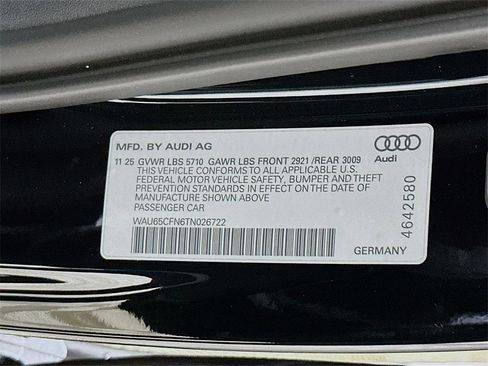 MFD. BY AUDI AG
11 25 GVWR LBS 5710 GAWR LBS FRONT 2921 /REAR 3009
THIS VEHICLE CONFORMS TO ALL APPLICABLE U.S.
FEDERAL MOTOR VEHICLE SAFETY, BUMPER AND THEFT
PREVENTION STANDARDS IN EFFECT ON THE DATE OF
MANUFACTURE SHOWN ABOVE
PASSENGER CAR
WAU65CFN6TN026722
Audi
4642580
GERMANY